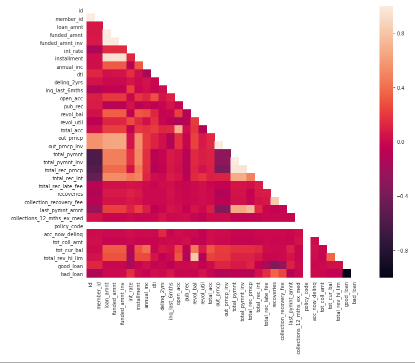 id
member_id
loan_amnt
funded_amnt
funded_amnt_inv
int_rate
installment
annual_inc
dti
delinq_2yrs
inq_last_6mths
open_acc
pub_rec
revol_bal
revol_util
total_acc
out_prncp
out_prncp_inv
total_pymnt
total_pymnt_inv
total_rec_prncp
total_rec_int
total_rec_late_fee
recoveries
collection_recovery_fee
last_pymnt_amnt
collections_12_mths_ex_med
policy_code
acc_now_delinq
tot_coll_amt
tot_cur_bal
total_rev_hi_lim
good_loan
bad_loan
id
member_id
loan_amnt
funded_amnt
funded_amnt_inv
int_rate
installment
annual_inc
dti
delinq_2yrs
inq_last_6mths
open_acc
pub_rec
revol_bal
revol_util
total_acc
out_prncp
out_prncp_inv
total_pymnt
total_pymnt_inv
total_rec_prncp
total_rec_int
total_rec_late_fee
recoveries
collection_recovery_fee
last_pymnt_amnt
collections_12_mths_ex_med
policy_code
acc_now_delinq
tot_coll_amt
tot_cur_bal
total_rev_hi_lim
good_loan
bad_loan
0.8
0.4
0.0
-0.4
-0.8